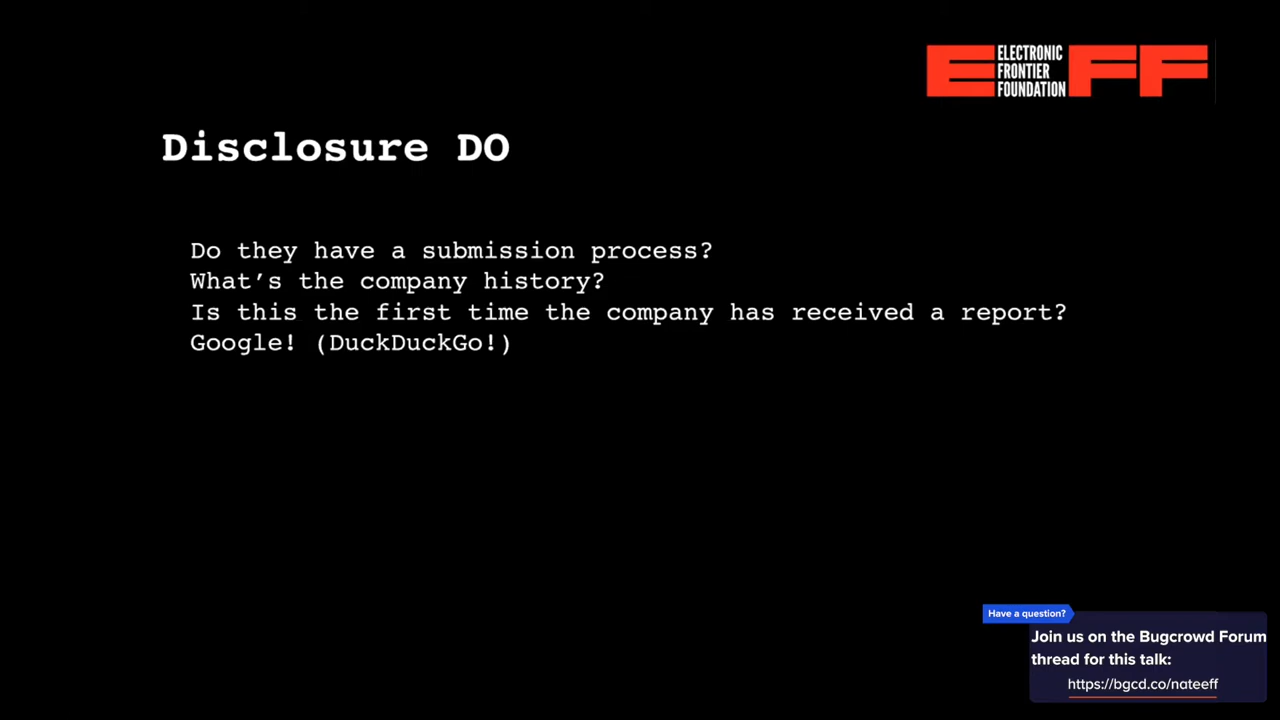 EFF
ELECTRONIC
FRONTIER
FOUNDATION
Disclosure DO
Do they have a submission process?
What’s the company history?
Is this the first time the company has received a report?
Google! (DuckDuckGo!)
Have a question?
Join us on the Bugcrowd Forum
thread for this talk:
https://bgcd.co/nateeff